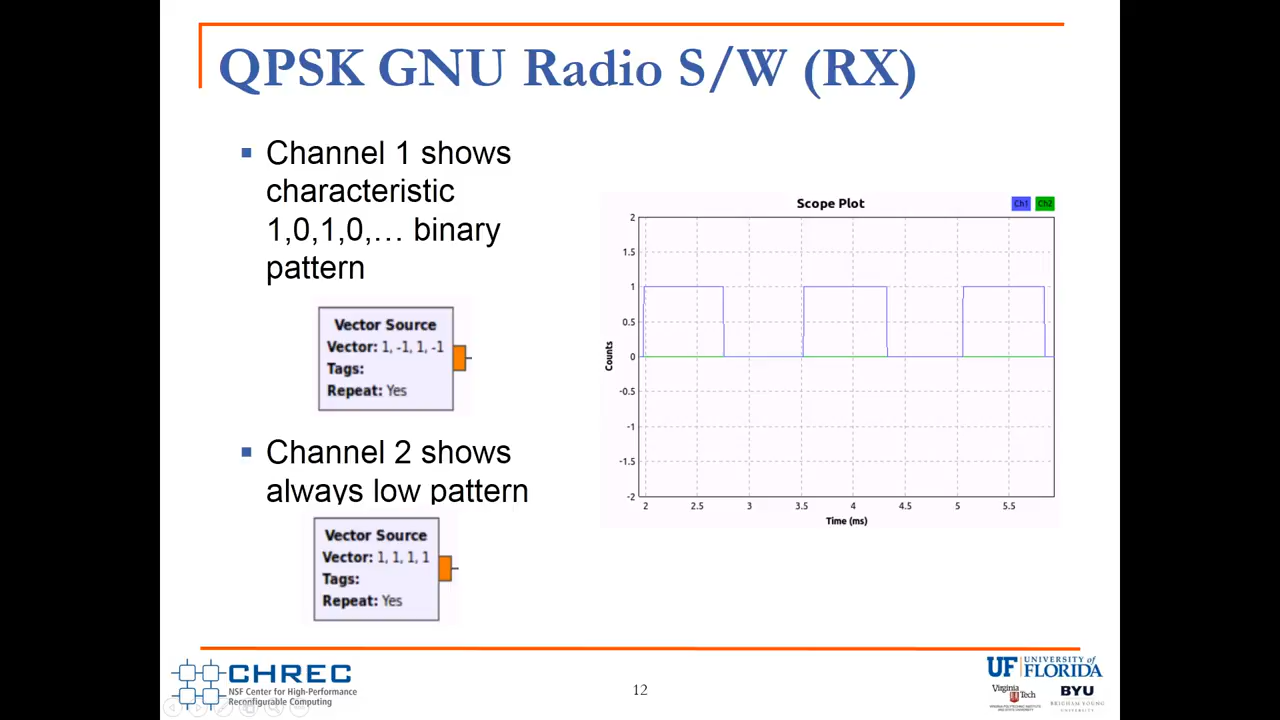 QPSK GNU Radio S/W (RX)
Channel 1 shows
characteristic
1,0,1,0,… binary
pattern
Vector Source
Vector: 1, -1, 1, -1
Tags:
Repeat: Yes
Channel 2 shows
always low pattern
Vector Source
Vector: 1, 1, 1, 1
Tags:
Repeat: Yes
Scope Plot
Ch1 Ch2
2
1.5
1
0.5
0
-0.5
-1
-1.5
-2
Counts
2 2.5 3 3.5 4 4.5 5 5.5
Time (ms)
CHREC
NSF Center for High-Performance
Reconfigurable Computing
12
UF UNIVERSITY of
FLORIDA
Virginia Tech
BYU
BRIGHAM YOUNG
UNIVERSITY